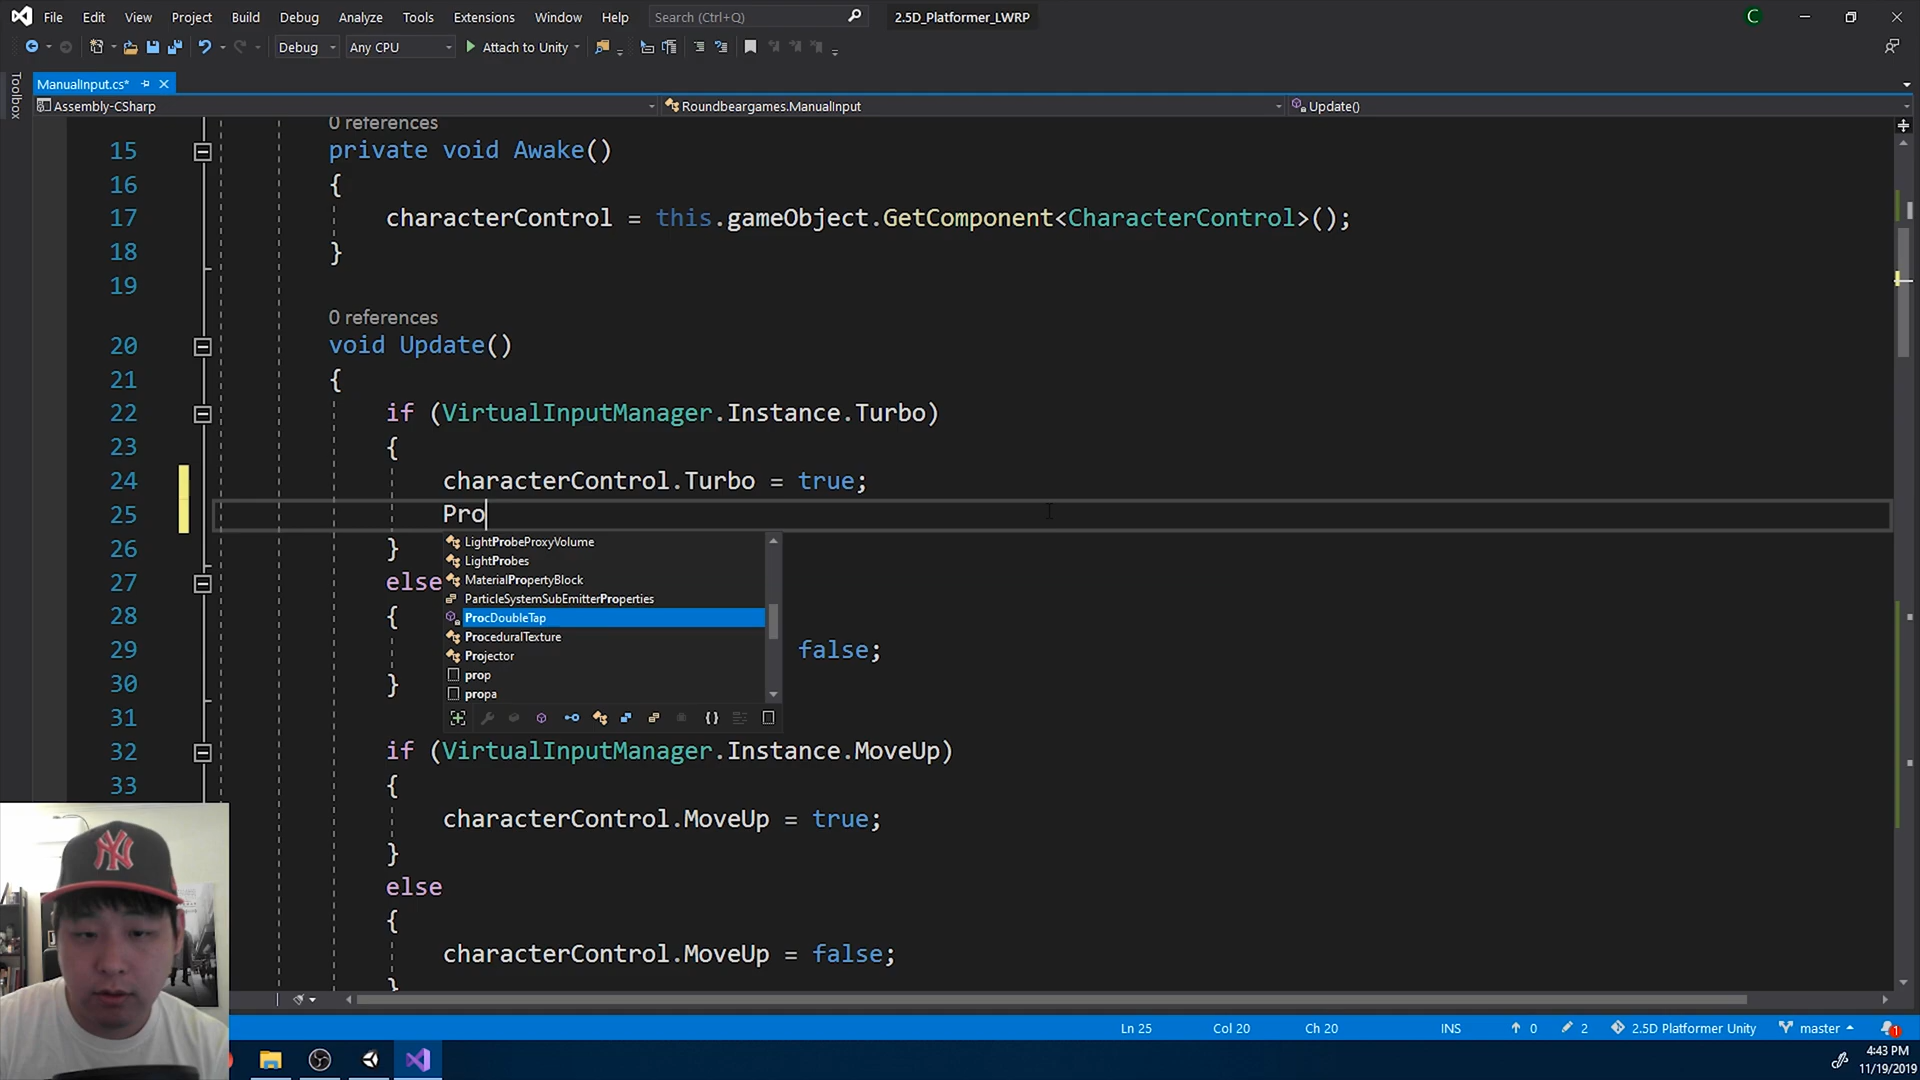 File Edit View Project Build Debug Analyze Tools Extensions Window Help Search (Ctrl+Q) 2.5D_Platformer_LWRP C
Debug Any CPU Attach to Unity
Toolbox
ManualInput.cs*
Assembly-CSharp Roundbeargames.ManualInput Update()
0 references
15 private void Awake()
16 {
17 characterControl = this.gameObject.GetComponent<CharacterControl>();
18 }
19
0 references
20 void Update()
21 {
22 if (VirtualInputManager.Instance.Turbo)
23 {
24 characterControl.Turbo = true;
25 Pro
26 }
LightProbeProxyVolume
LightProbes
MaterialPropertyBlock
ParticleSystemSubEmitterProperties
ProcDoubleTap
ProceduralTexture
Projector
prop
propa
27 else
28 {
29 false;
30 }
31
32 if (VirtualInputManager.Instance.MoveUp)
33 {
characterControl.MoveUp = true;
}
else
{
characterControl.MoveUp = false;
}
Ln 25 Col 20 Ch 20 INS 0 2 2.5D Platformer Unity master 1
4:43 PM
11/19/2019